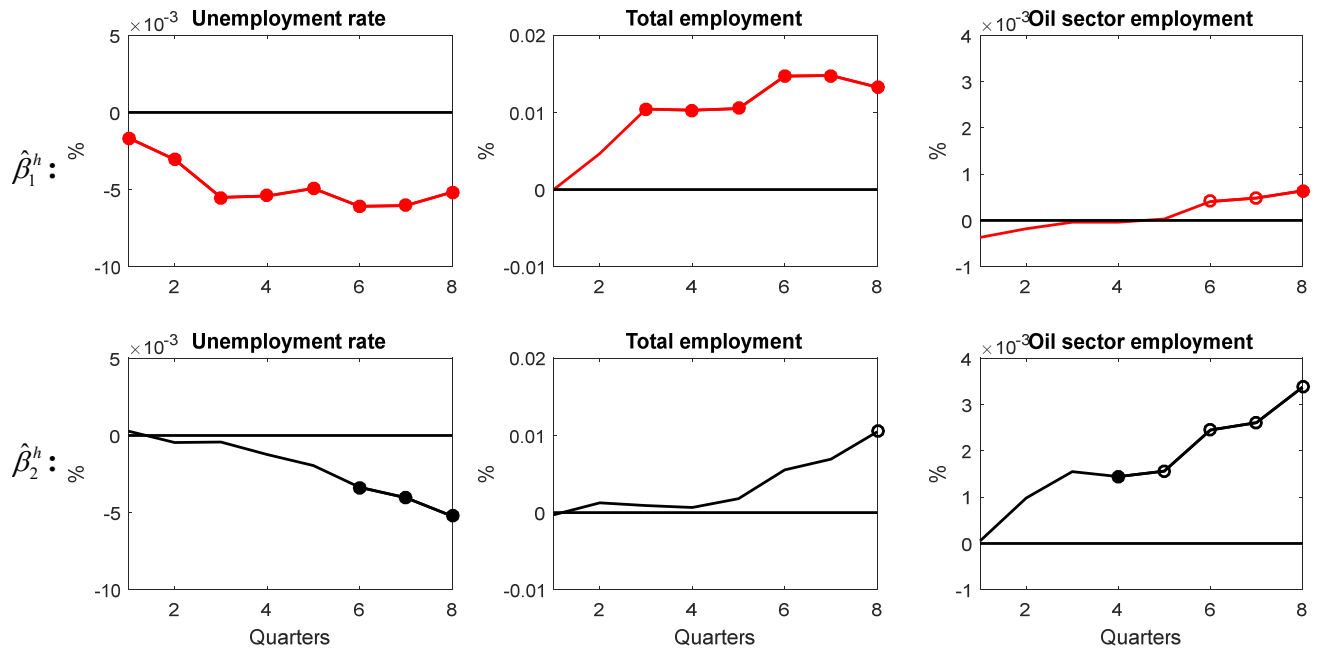 ×10⁻³ Unemployment rate
5
0
-5
-10
%
2 4 6 8
Total employment
0.02
0.01
0
-0.01
%
2 4 6 8
×10⁻³ Oil sector employment
4
3
2
1
0
-1
%
2 4 6 8
β̂₁ʰ :
×10⁻³ Unemployment rate
5
0
-5
-10
%
2 4 6 8
Quarters
Total employment
0.02
0.01
0
-0.01
%
2 4 6 8
Quarters
×10⁻³ Oil sector employment
4
3
2
1
0
-1
%
2 4 6 8
Quarters
β̂₂ʰ :